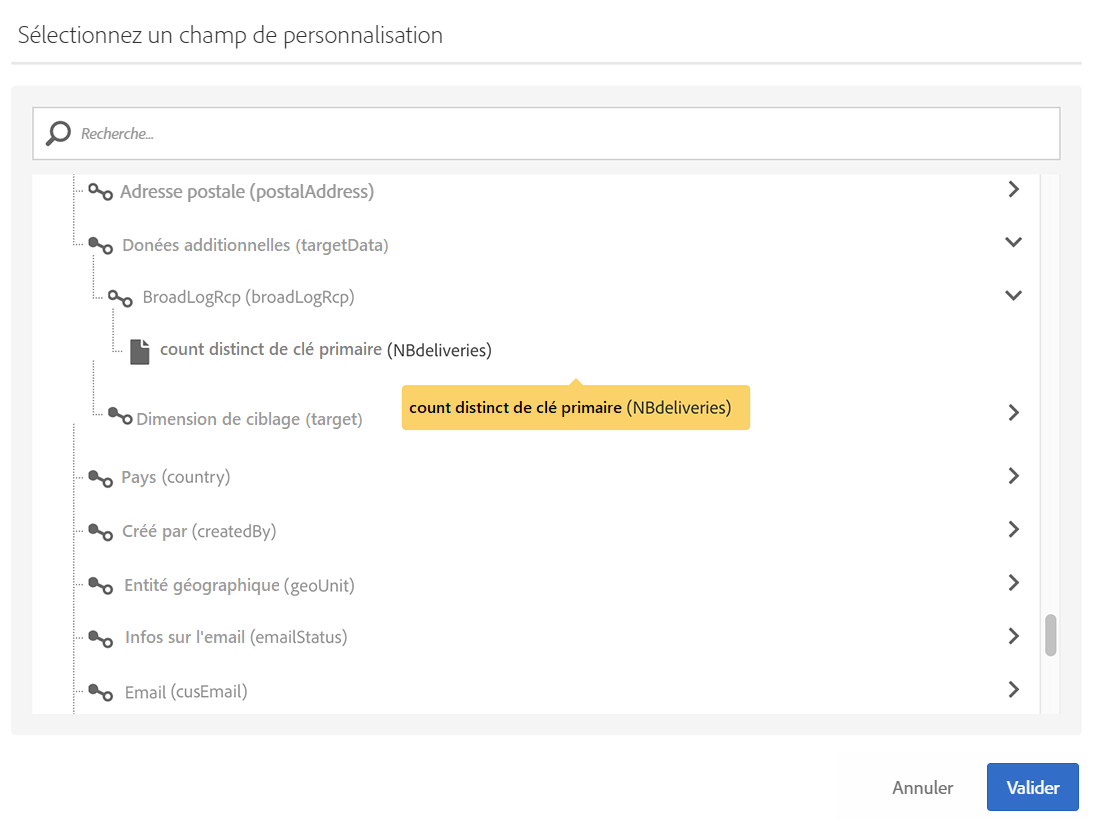 Sélectionnez un champ de personnalisation
Recherche...
Adresse postale (postalAddress)
Donées additionnelles (targetData)
BroadLogRcp (broadLogRcp)
count distinct de clé primaire (NBdeliveries)
count distinct de clé primaire (NBdeliveries)
Dimension de ciblage (target)
Pays (country)
Créé par (createdBy)
Entité géographique (geoUnit)
Infos sur l'email (emailStatus)
Email (cusEmail)
Annuler
Valider